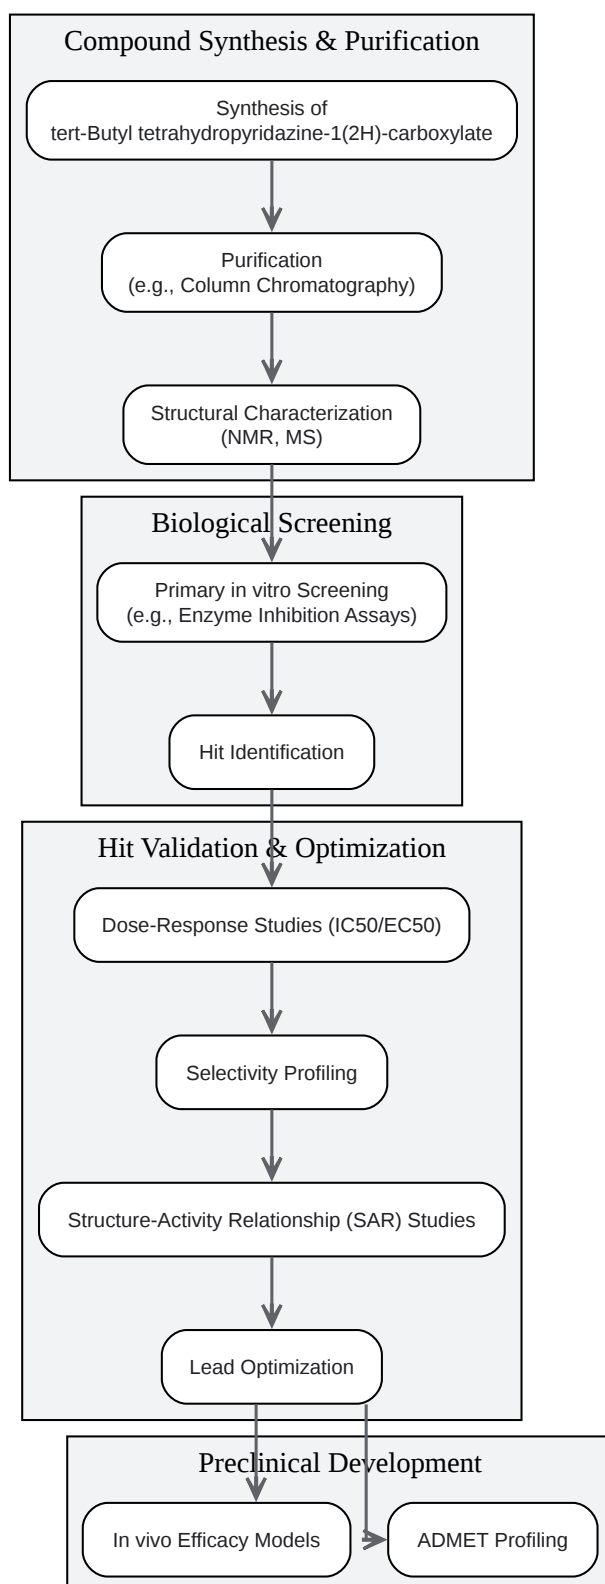 Compound Synthesis & Purification
Synthesis of
tert-Butyl tetrahydropyridazine-1(2H)-carboxylate
Purification
(e.g., Column Chromatography)
Structural Characterization
(NMR, MS)
Biological Screening
Primary in vitro Screening
(e.g., Enzyme Inhibition Assays)
Hit Identification
Hit Validation & Optimization
Dose-Response Studies (IC50/EC50)
Selectivity Profiling
Structure-Activity Relationship (SAR) Studies
Lead Optimization
Preclinical Development
In vivo Efficacy Models
ADMET Profiling